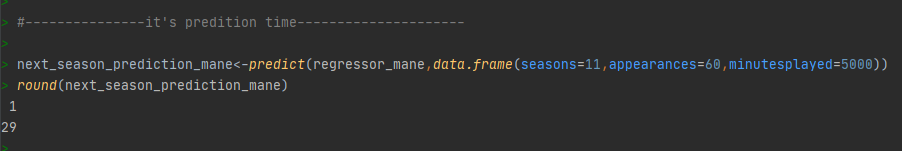 >
> #---------------it's predition time---------------------
>
> next_season_prediction_mane<-predict(regressor_mane,data.frame(seasons=11,appearances=60,minutesplayed=5000))
> round(next_season_prediction_mane)
1
29
>